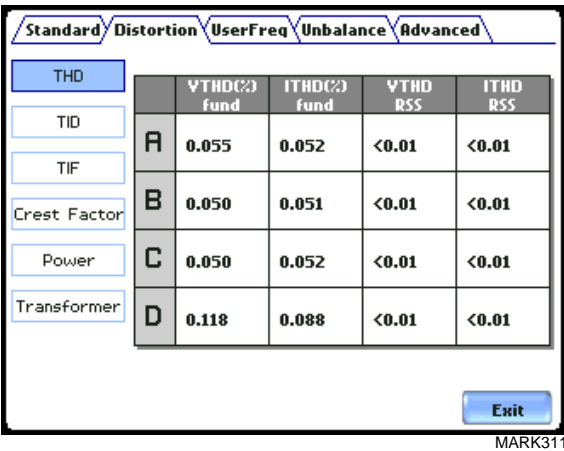 Standard Distortion UserFreq Unbalance Advanced
THD
TID
TIF
Crest Factor
Power
Transformer
VTHD(%) fund ITHD(%) fund VTHD RSS ITHD RSS
A 0.055 0.052 <0.01 <0.01
B 0.050 0.051 <0.01 <0.01
C 0.050 0.052 <0.01 <0.01
D 0.118 0.088 <0.01 <0.01
Exit
MARK311